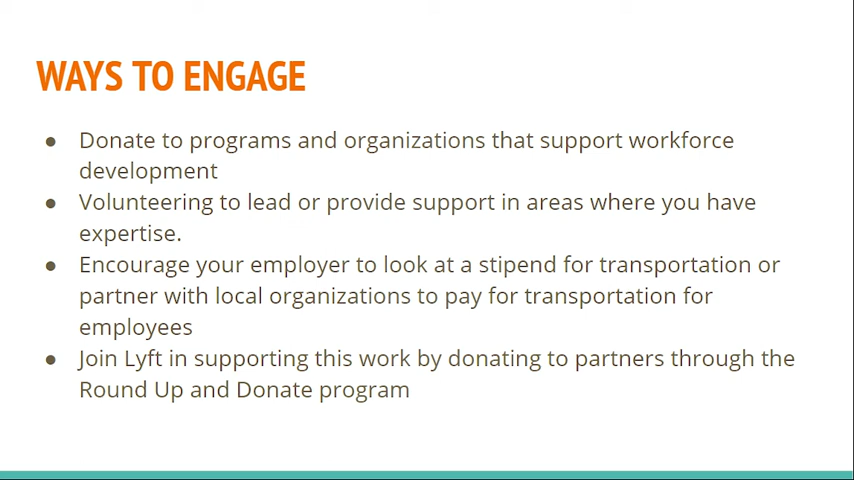 WAYS TO ENGAGE
● Donate to programs and organizations that support workforce
development
● Volunteering to lead or provide support in areas where you have
expertise.
● Encourage your employer to look at a stipend for transportation or
partner with local organizations to pay for transportation for
employees
● Join Lyft in supporting this work by donating to partners through the
Round Up and Donate program